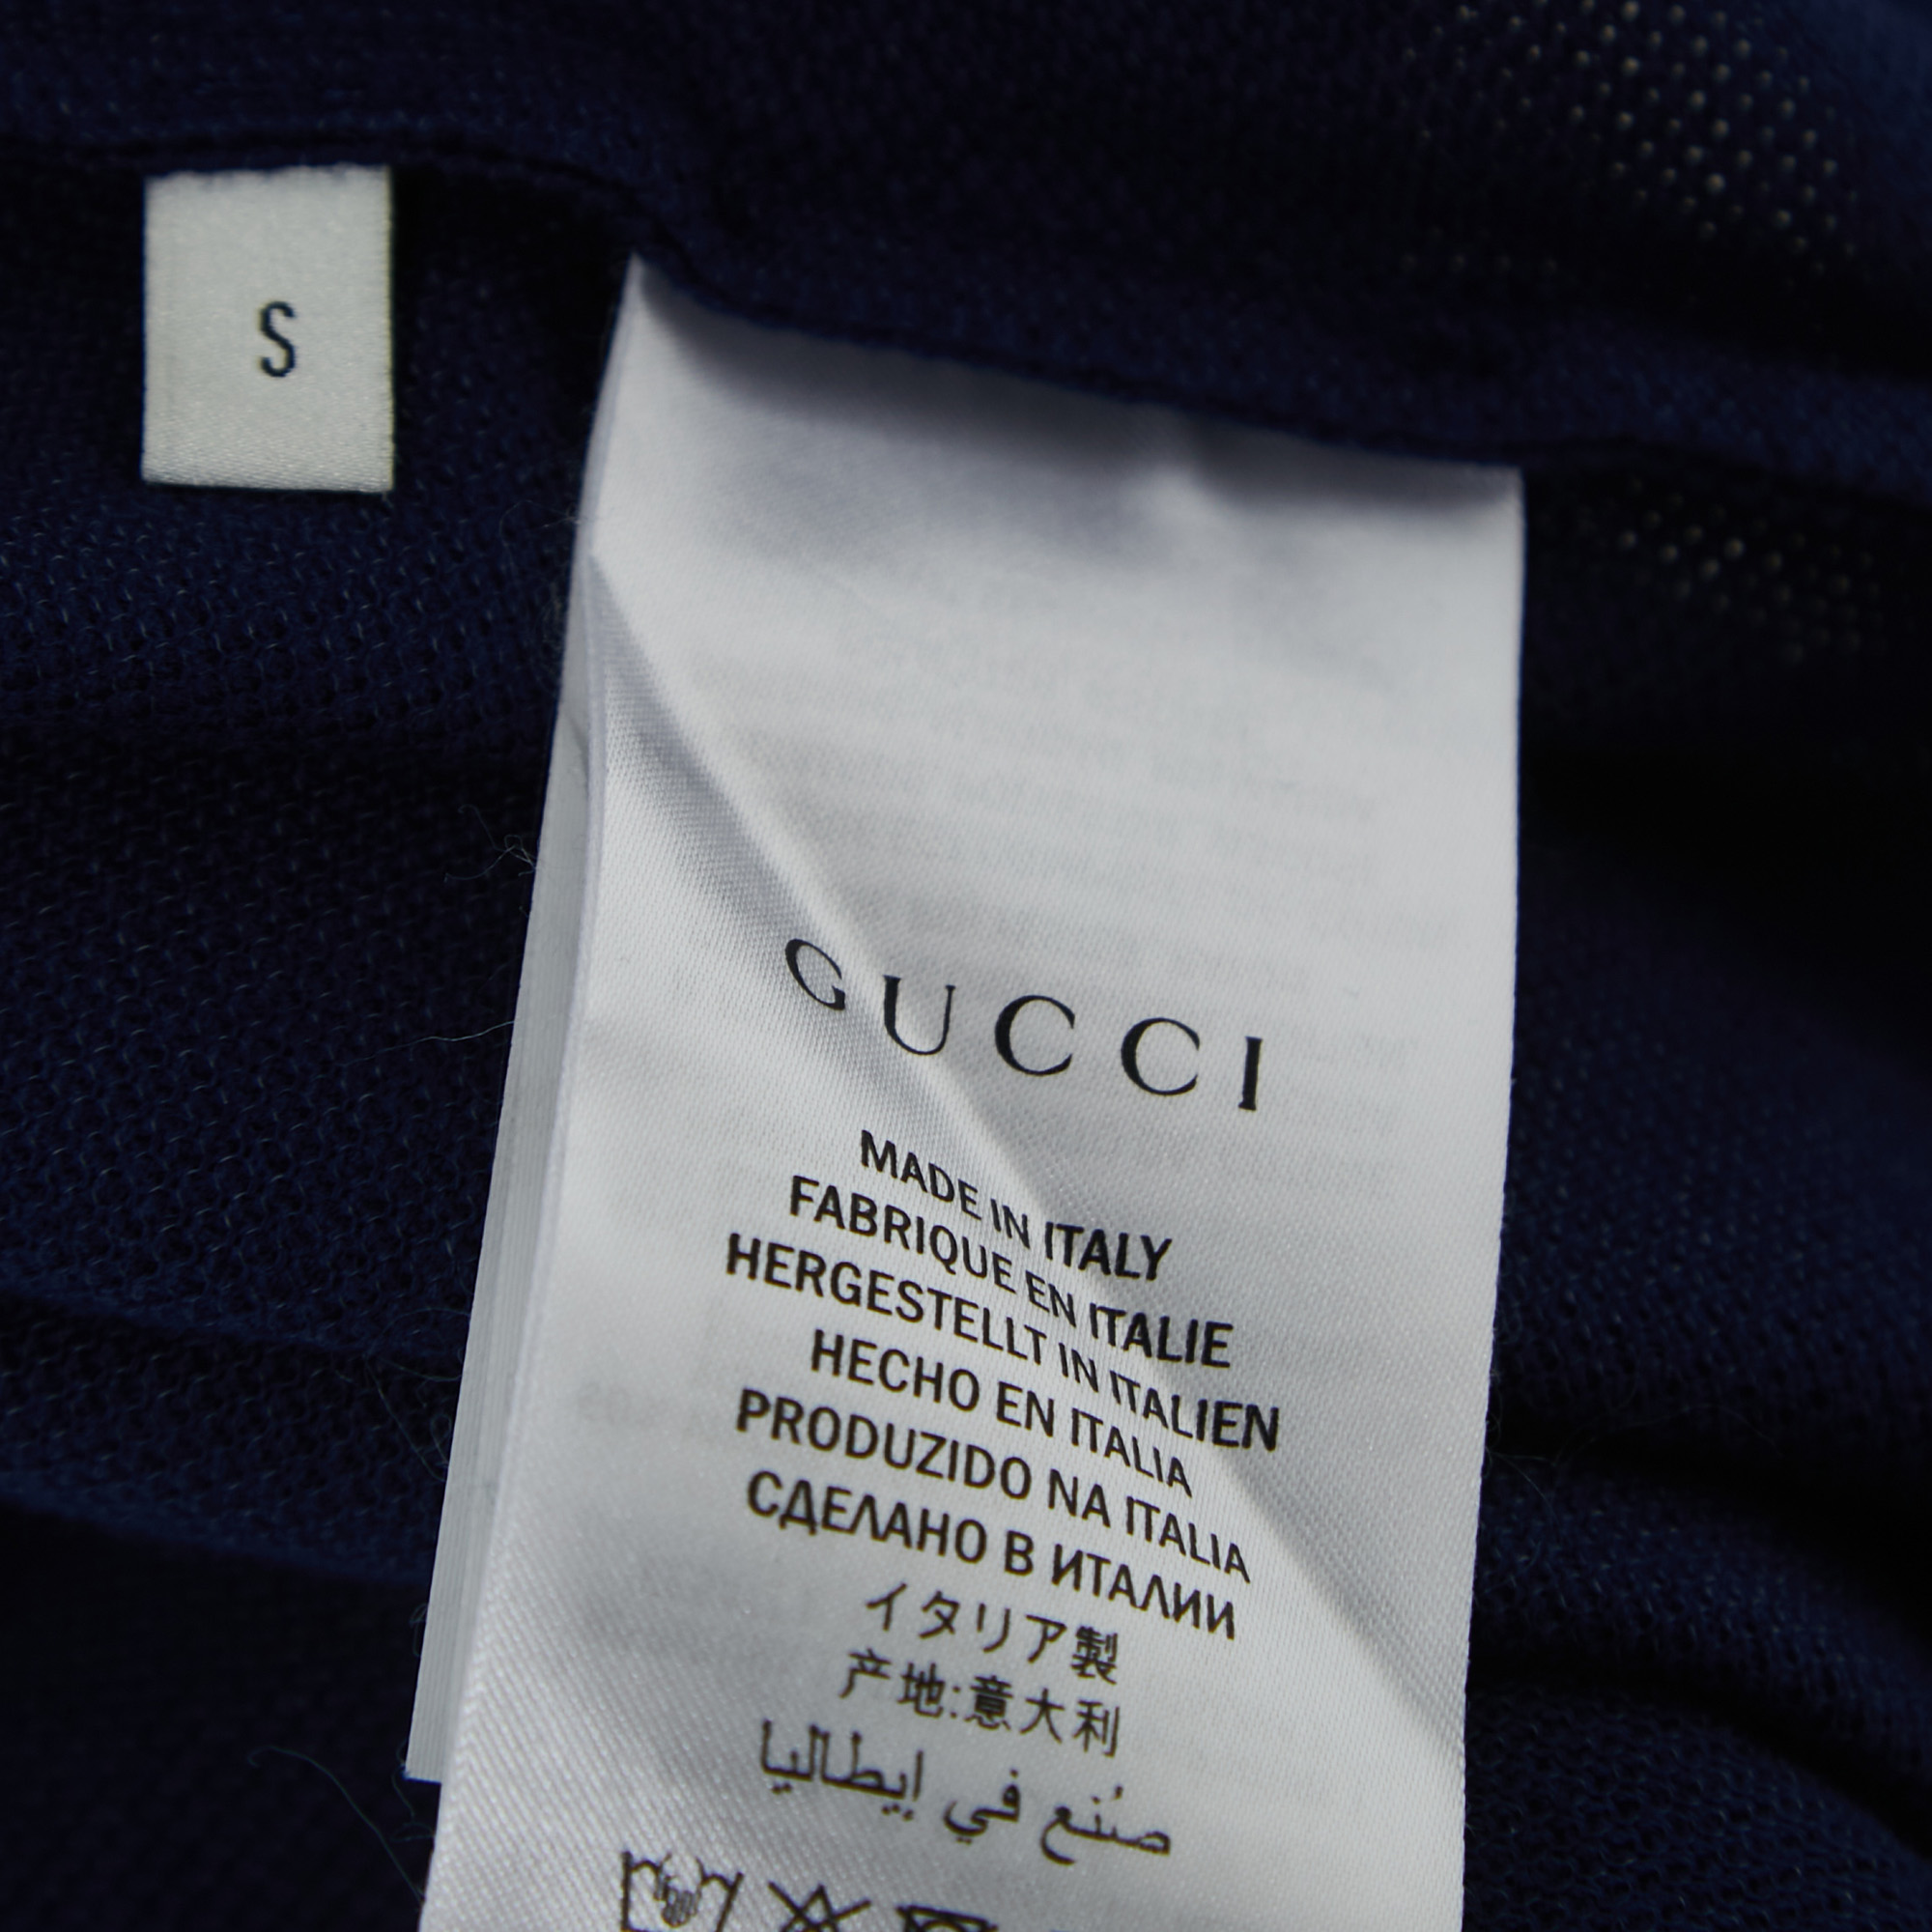 S
GUCCI
MADE IN ITALY
FABRIQUE EN ITALIE
HERGESTELLT IN ITALIEN
HECHO EN ITALIA
PRODUZIDO NA ITALIA
СДЕЛАНО В ИТАЛИИ
イタリア製
产地:意大利
صُنع في إيطاليا